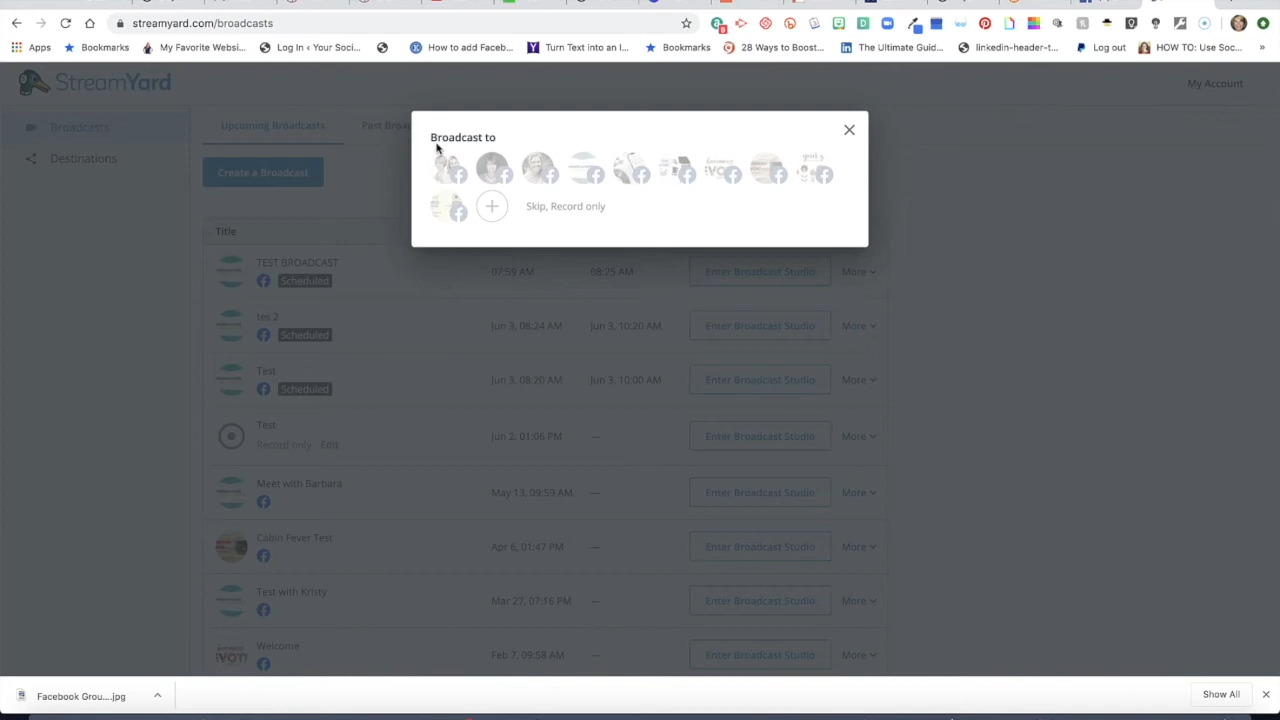 streamyard.com/broadcasts
Apps Bookmarks My Favorite Websi... Log In ‹ Your Soci... How to add Faceb... Turn Text into an I... Bookmarks 28 Ways to Boost... The Ultimate Guid... linkedin-header-t... Log out HOW TO: Use Soc... »
StreamYard My Account
Broadcasts
Destinations
Upcoming Broadcasts Past Broa
Create a Broadcast
Broadcast to
Skip, Record only
Title
TEST BROADCAST
Scheduled
07:59 AM 08:25 AM Enter Broadcast Studio More
tes 2
Scheduled
Jun 3, 08:24 AM Jun 3, 10:20 AM Enter Broadcast Studio More
Test
Scheduled
Jun 3, 08:20 AM Jun 3, 10:00 AM Enter Broadcast Studio More
Test
Record only Edit
Jun 2, 01:06 PM — Enter Broadcast Studio More
Meet with Barbara
May 13, 09:59 AM — Enter Broadcast Studio More
Cabin Fever Test
Apr 6, 01:47 PM — Enter Broadcast Studio More
Test with Kristy
Mar 27, 07:16 PM — Enter Broadcast Studio More
Welcome
Feb 7, 09:58 AM — Enter Broadcast Studio More
Facebook Grou....jpg Show All